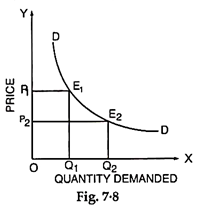 Y
D
PRICE
P1
E1
P2
E2
D
O
Q1
Q2
X
QUANTITY DEMANDED
Fig. 7·8